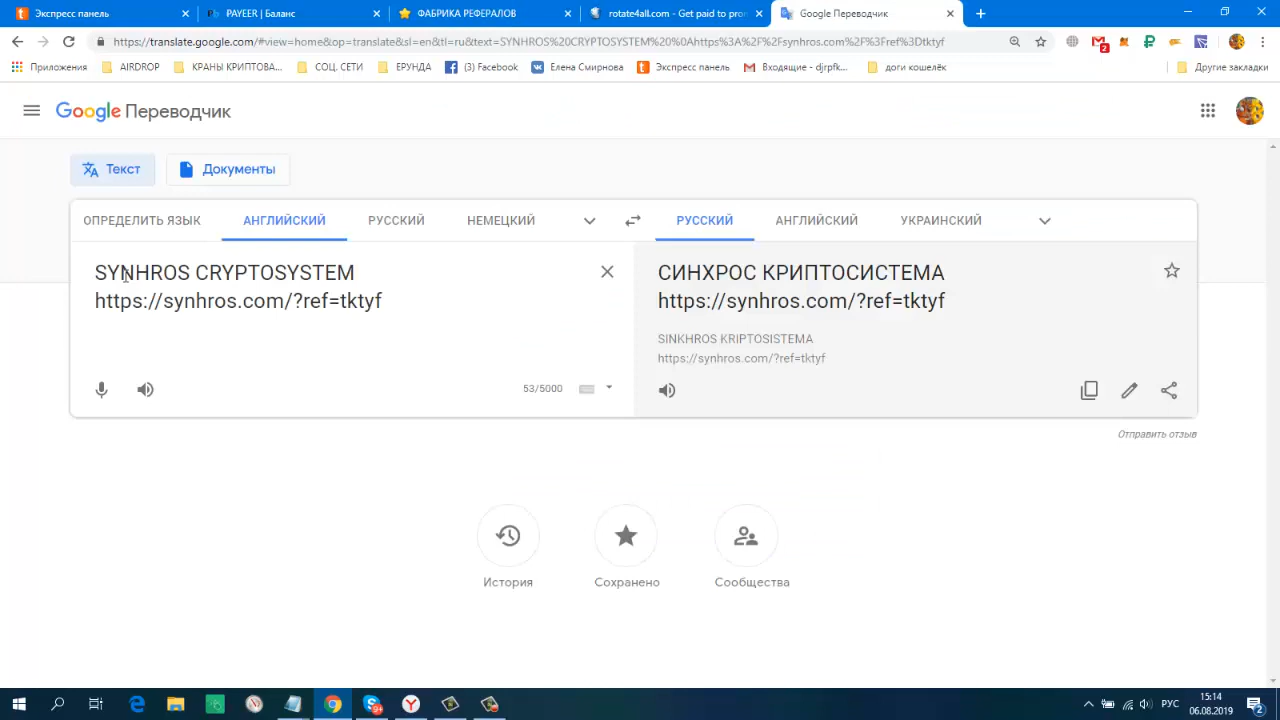 Экспресс панель
PAYEER | Баланс
ФАБРИКА РЕФЕРАЛОВ
rotate4all.com - Get paid to pron
Google Переводчик
https://translate.google.com/#view=home&op=translate&sl=en&tl=ru&text=SYNHROS%20CRYPTOSYSTEM%20%0Ahttps%3A%2F%2Fsynhros.com%2F%3Fref%3Dtktyf
2
Приложения
AIRDROP
КРАНЫ КРИПТОВА...
СОЦ. СЕТИ
ЕРУНДА
(3) Facebook
Елена Смирнова
Экспресс панель
Входящие - djrpfk...
доги кошелёк
Другие закладки
Google Переводчик
Текст
Документы
ОПРЕДЕЛИТЬ ЯЗЫК
АНГЛИЙСКИЙ
РУССКИЙ
НЕМЕЦКИЙ
РУССКИЙ
АНГЛИЙСКИЙ
УКРАИНСКИЙ
SYNHROS CRYPTOSYSTEM
https://synhros.com/?ref=tktyf
53/5000
СИНХРОС КРИПТОСИСТЕМА
https://synhros.com/?ref=tktyf
SINKHROS KRIPTOSISTEMA
https://synhros.com/?ref=tktyf
Отправить отзыв
История
Сохранено
Сообщества
РУС
15:14
06.08.2019
2